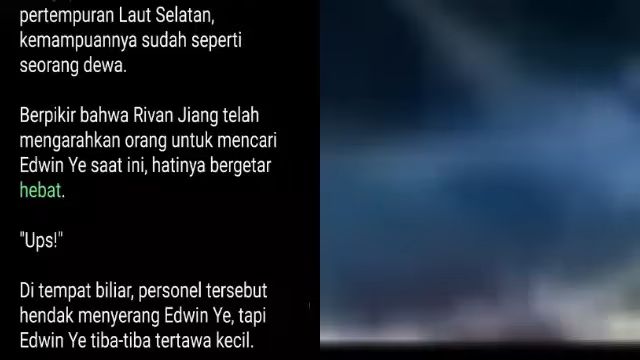 pertempuran Laut Selatan,
kemampuannya sudah seperti
seorang dewa.
Berpikir bahwa Rivan Jiang telah
mengarahkan orang untuk mencari
Edwin Ye saat ini, hatinya bergetar
hebat.
"Ups!"
Di tempat biliar, personel tersebut
hendak menyerang Edwin Ye, tapi
Edwin Ye tiba-tiba tertawa kecil.